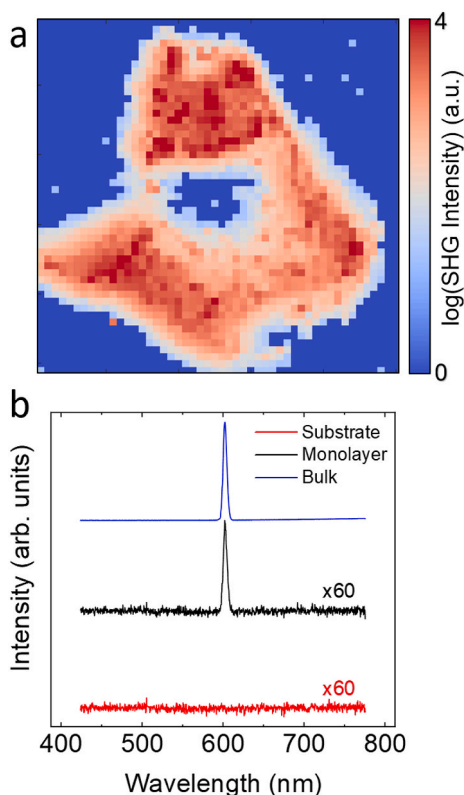 a
4
log(SHG Intensity) (a.u.)
0
b
Substrate
Monolayer
Bulk
x60
x60
Intensity (arb. units)
400 500 600 700 800
Wavelength (nm)